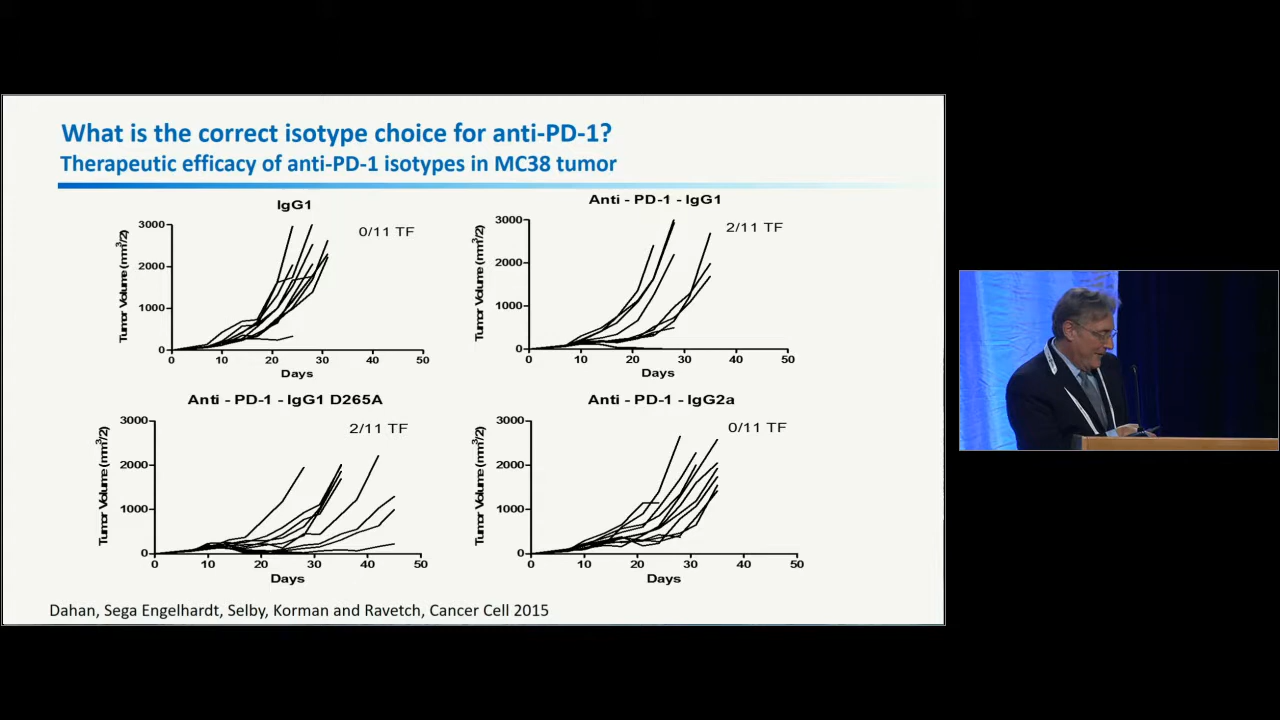 What is the correct isotype choice for anti-PD-1?
Therapeutic efficacy of anti-PD-1 isotypes in MC38 tumor
IgG1
0/11 TF
Tumor Volume (mm³/2)
3000
2000
1000
0
0 10 20 30 40 50
Days
Anti - PD-1 - IgG1
2/11 TF
Tumor Volume (mm³/2)
3000
2000
1000
0
0 10 20 30 40 50
Days
Anti - PD-1 - IgG1 D265A
2/11 TF
Tumor Volume (mm³/2)
3000
2000
1000
0
0 10 20 30 40 50
Days
Anti - PD-1 - IgG2a
0/11 TF
Tumor Volume (mm³/2)
3000
2000
1000
0
0 10 20 30 40 50
Days
Dahan, Sega Engelhardt, Selby, Korman and Ravetch, Cancer Cell 2015